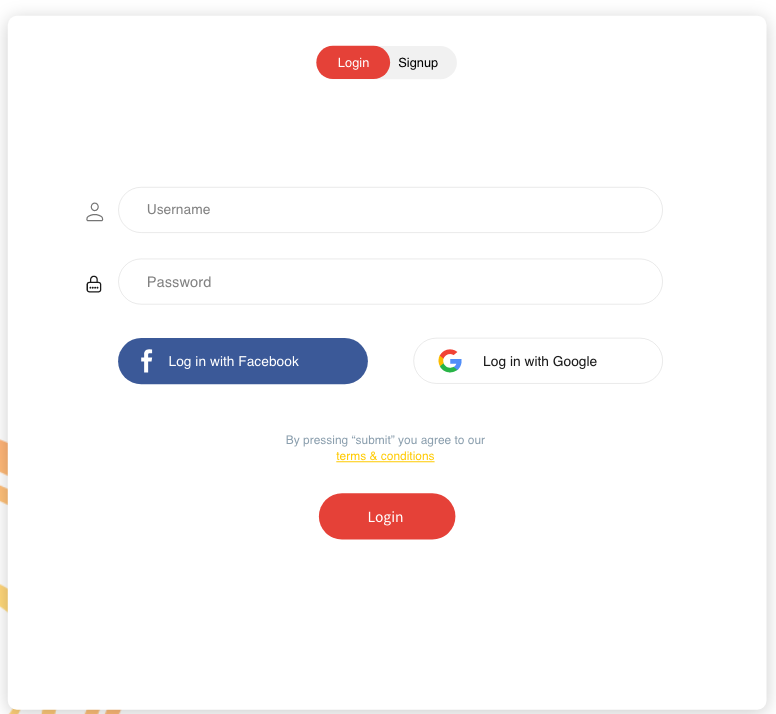 Login Signup
Username
Password
Log in with Facebook Log in with Google
By pressing “submit” you agree to our
terms & conditions
Login